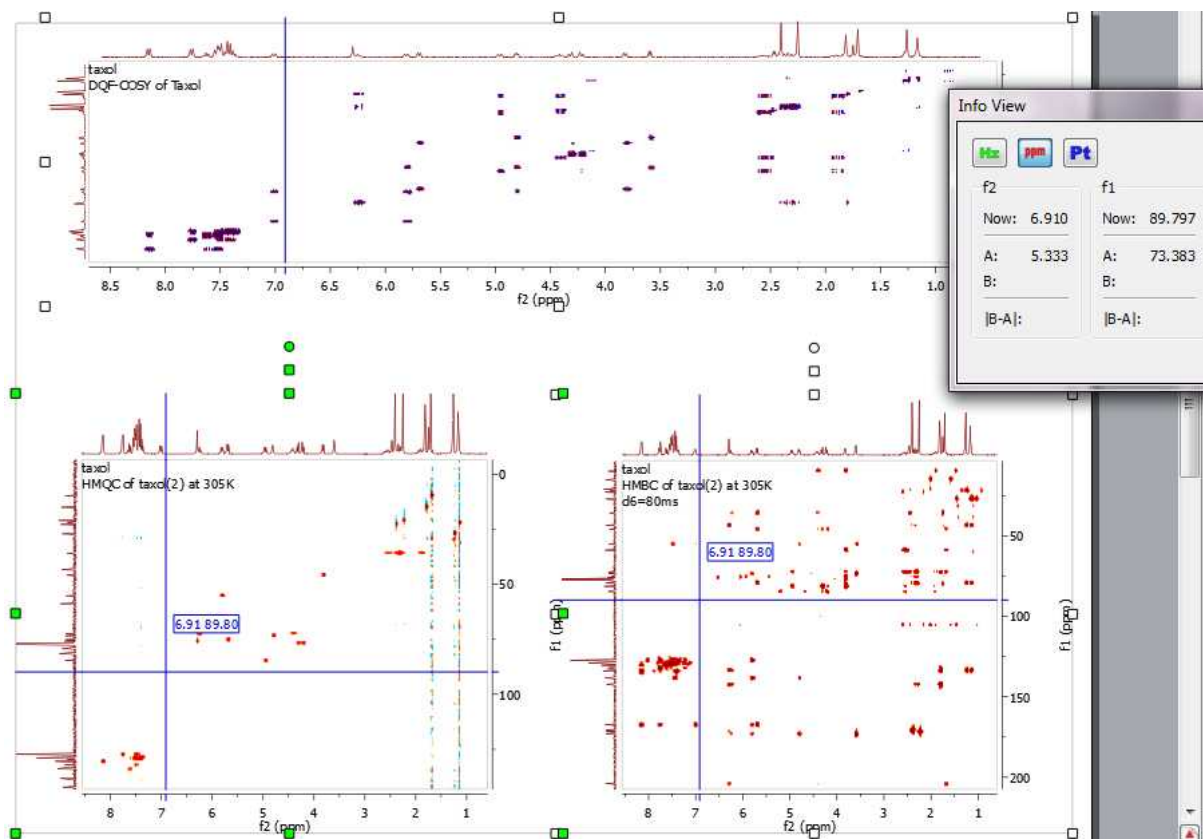 taxol
DQF-COSY of Taxol
8.5 8.0 7.5 7.0 6.5 6.0 5.5 5.0 4.5 4.0 3.5 3.0 2.5 2.0 1.5 1.0
f2 (ppm)
Info View
Hz ppm Pt
f2 f1
Now: 6.910 Now: 89.797
A: 5.333 A: 73.383
B: B:
|B-A|: |B-A|:
taxol
HMQC of taxol(2) at 305K
6.91 89.80
0
50
100
f1 (ppm)
8 7 6 5 4 3 2 1
f2 (ppm)
taxol
HMBC of taxol(2) at 305K
d6=80ms
6.91 89.80
50
100
150
200
f1 (ppm)
8 7 6 5 4 3 2 1
f2 (ppm)